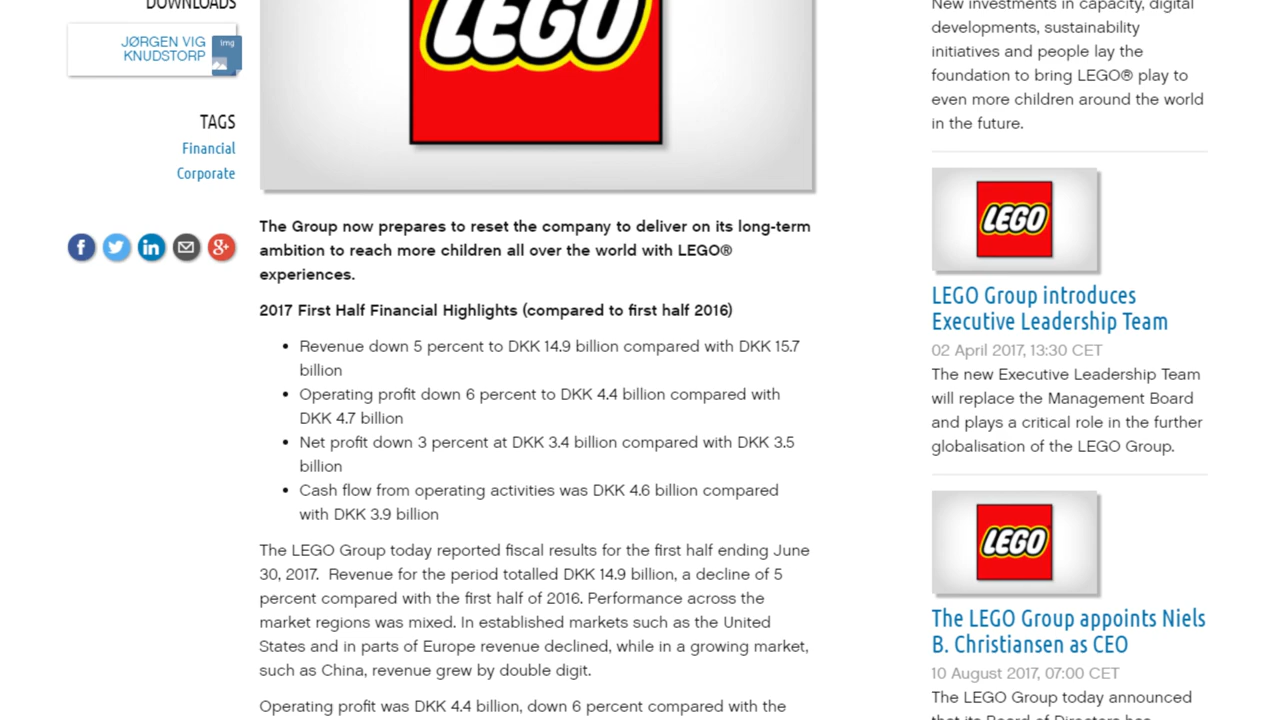 DOWNLOADS
JØRGEN VIG
KNUDSTORP
img
TAGS
Financial
Corporate
LEGO
The Group now prepares to reset the company to deliver on its long-term
ambition to reach more children all over the world with LEGO®
experiences.
2017 First Half Financial Highlights (compared to first half 2016)
• Revenue down 5 percent to DKK 14.9 billion compared with DKK 15.7
billion
• Operating profit down 6 percent to DKK 4.4 billion compared with
DKK 4.7 billion
• Net profit down 3 percent at DKK 3.4 billion compared with DKK 3.5
billion
• Cash flow from operating activities was DKK 4.6 billion compared
with DKK 3.9 billion
The LEGO Group today reported fiscal results for the first half ending June
30, 2017.  Revenue for the period totalled DKK 14.9 billion, a decline of 5
percent compared with the first half of 2016. Performance across the
market regions was mixed. In established markets such as the United
States and in parts of Europe revenue declined, while in a growing market,
such as China, revenue grew by double digit.
Operating profit was DKK 4.4 billion, down 6 percent compared with the
New investments in capacity, digital
developments, sustainability
initiatives and people lay the
foundation to bring LEGO® play to
even more children around the world
in the future.
LEGO
LEGO Group introduces
Executive Leadership Team
02 April 2017, 13:30 CET
The new Executive Leadership Team
will replace the Management Board
and plays a critical role in the further
globalisation of the LEGO Group.
LEGO
The LEGO Group appoints Niels
B. Christiansen as CEO
10 August 2017, 07:00 CET
The LEGO Group today announced
that its Board of Directors has